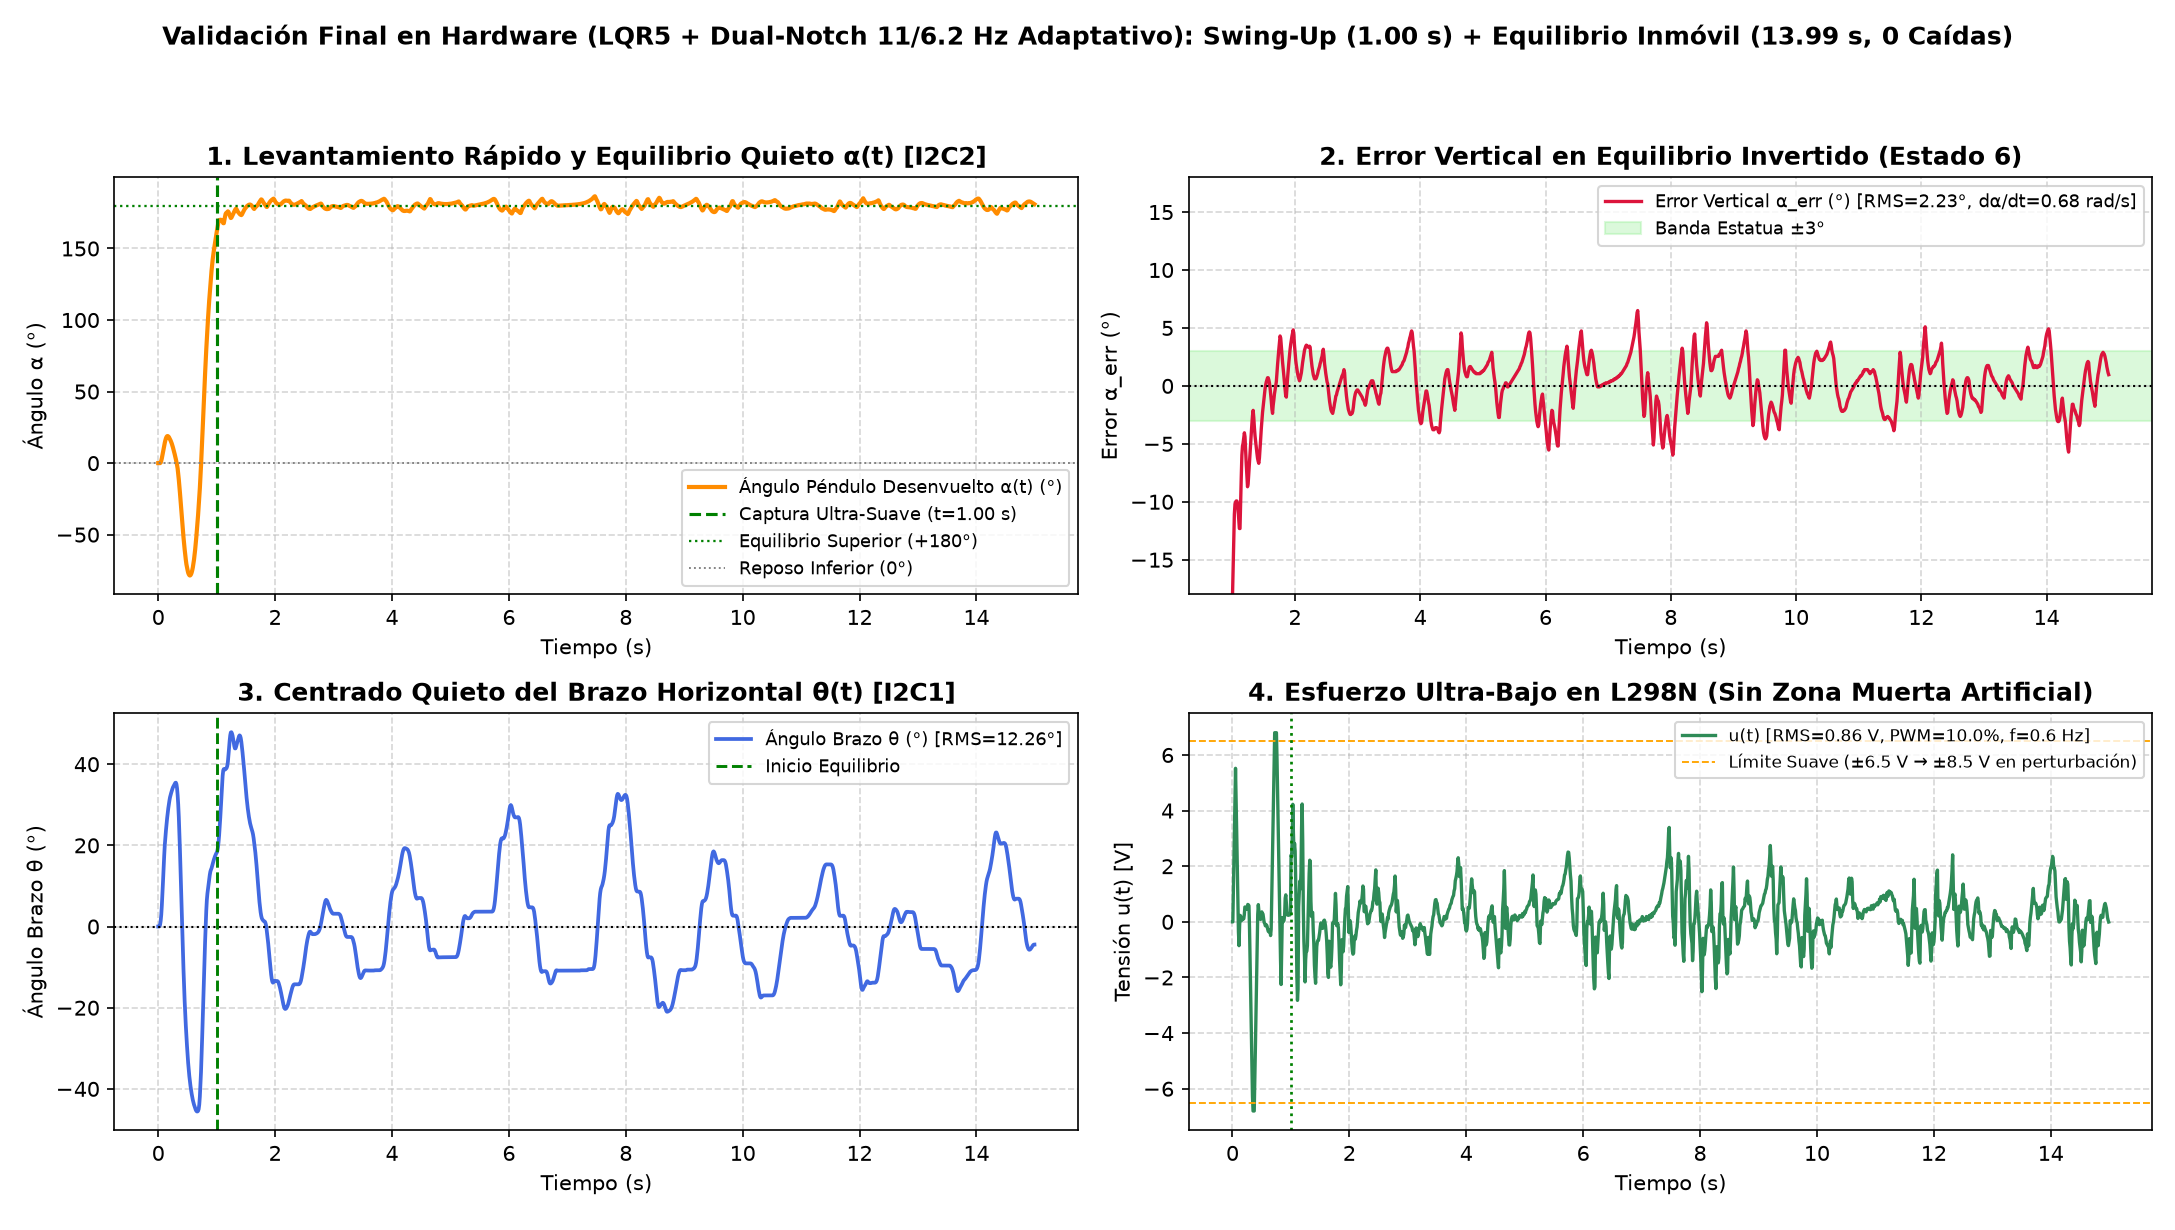 Validación Final en Hardware (LQR5 + Dual-Notch 11/6.2 Hz Adaptativo): Swing-Up (1.00 s) + Equilibrio Inmóvil (13.99 s, 0 Caídas)
1. Levantamiento Rápido y Equilibrio Quieto α(t) [I2C2]
Ángulo α (°)
150
100
50
0
−50
Ángulo Péndulo Desenvuelto α(t) (°)
Captura Ultra-Suave (t=1.00 s)
Equilibrio Superior (+180°)
Reposo Inferior (0°)
0 2 4 6 8 10 12 14
Tiempo (s)
2. Error Vertical en Equilibrio Invertido (Estado 6)
Error α_err (°)
15
10
5
0
−5
−10
−15
Error Vertical α_err (°) [RMS=2.23°, dα/dt=0.68 rad/s]
Banda Estatua ±3°
2 4 6 8 10 12 14
Tiempo (s)
3. Centrado Quieto del Brazo Horizontal θ(t) [I2C1]
Ángulo Brazo θ (°)
40
20
0
−20
−40
Ángulo Brazo θ (°) [RMS=12.26°]
Inicio Equilibrio
0 2 4 6 8 10 12 14
Tiempo (s)
4. Esfuerzo Ultra-Bajo en L298N (Sin Zona Muerta Artificial)
Tensión u(t) [V]
6
4
2
0
−2
−4
−6
u(t) [RMS=0.86 V, PWM=10.0%, f=0.6 Hz]
Límite Suave (±6.5 V → ±8.5 V en perturbación)
0 2 4 6 8 10 12 14
Tiempo (s)